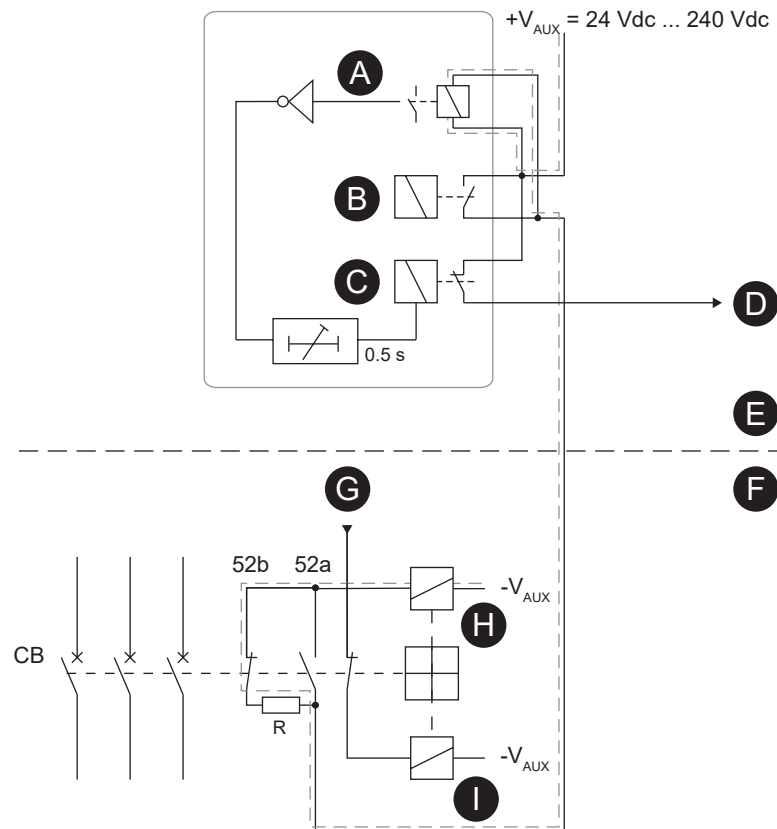 +VAUX = 24 Vdc ... 240 Vdc
A
B
C
D
0.5 s
E
F
G
52b 52a
-VAUX
H
CB
R
-VAUX
I